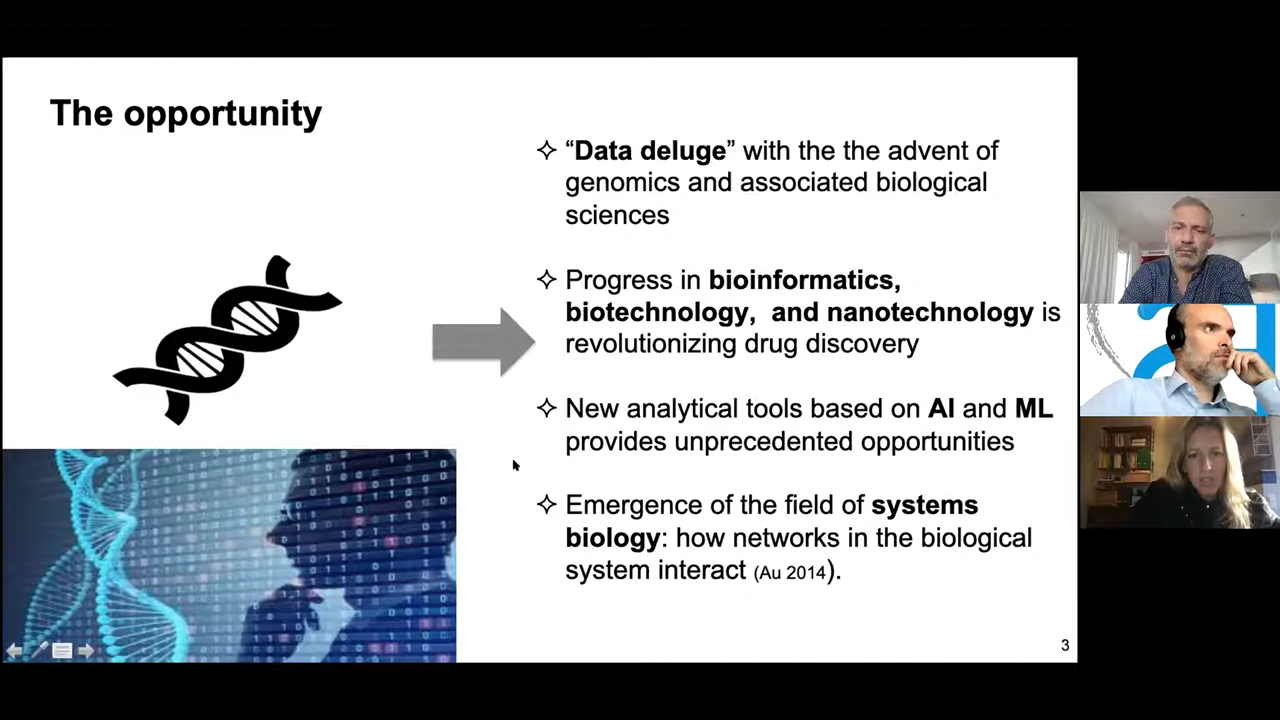 The opportunity
✧ “Data deluge” with the the advent of
genomics and associated biological
sciences
✧ Progress in bioinformatics,
biotechnology,  and nanotechnology is
revolutionizing drug discovery
✧ New analytical tools based on AI and ML
provides unprecedented opportunities
✧ Emergence of the field of systems
biology: how networks in the biological
system interact (Au 2014).
3